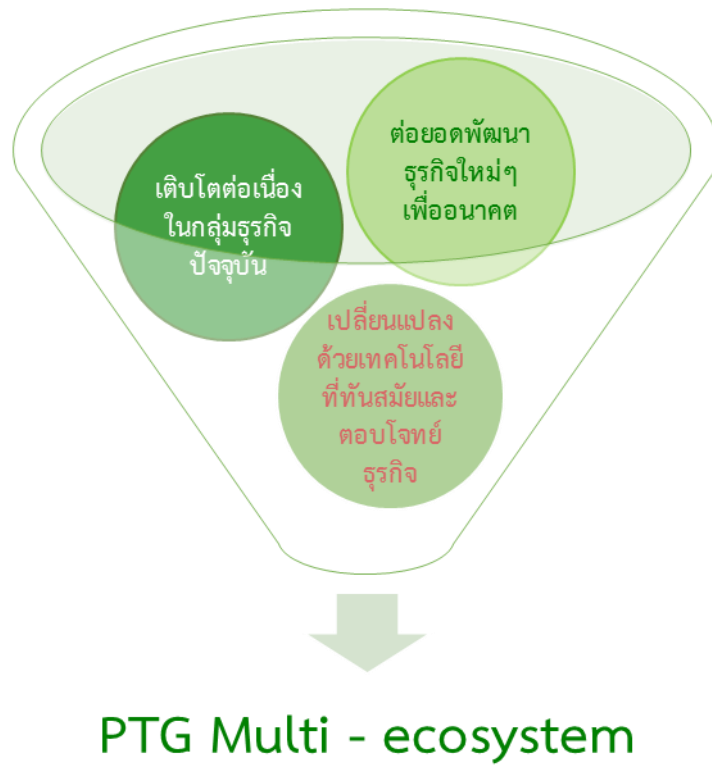 เติบโตต่อเนื่อง
ในกลุ่มธุรกิจ
ปัจจุบัน
ต่อยอดพัฒนา
ธุรกิจใหม่ๆ
เพื่ออนาคต
เปลี่ยนแปลง
ด้วยเทคโนโลยี
ที่ทันสมัยและ
ตอบโจทย์
ธุรกิจ
PTG Multi - ecosystem